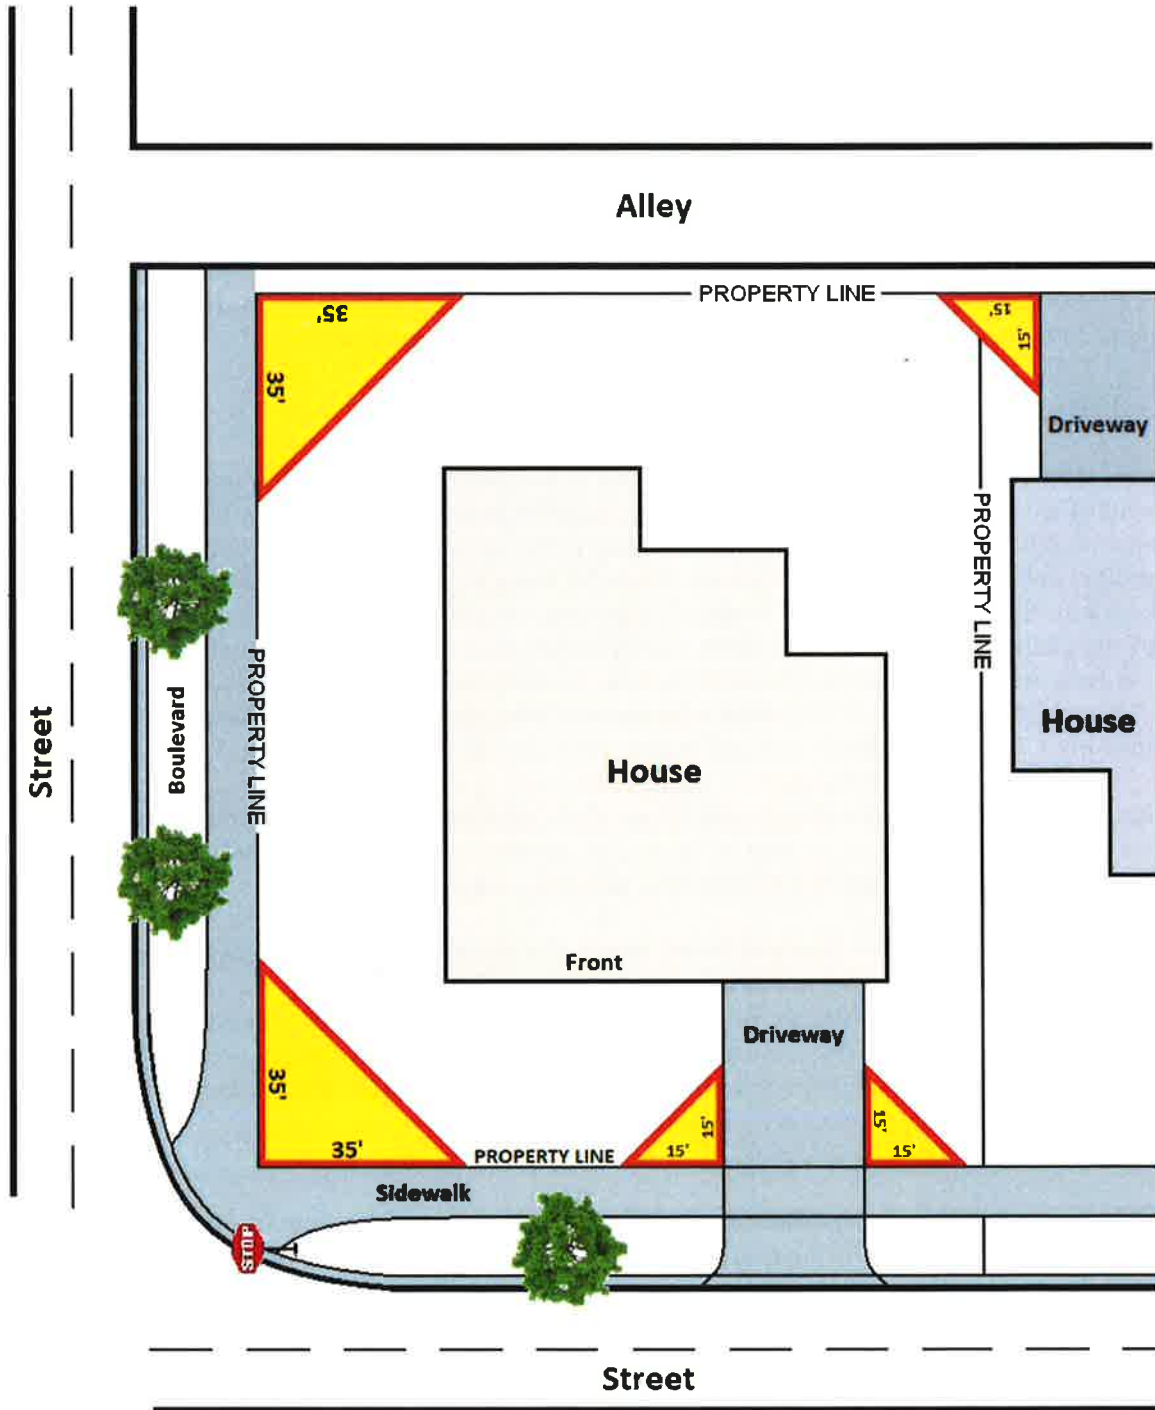 Alley
PROPERTY LINE
35'
35'
15'
15'
Driveway
PROPERTY LINE
PROPERTY LINE
Boulevard
Street
House
House
Front
Driveway
35'
35'
15'
15'
15'
15'
PROPERTY LINE
Sidewalk
STOP
Street